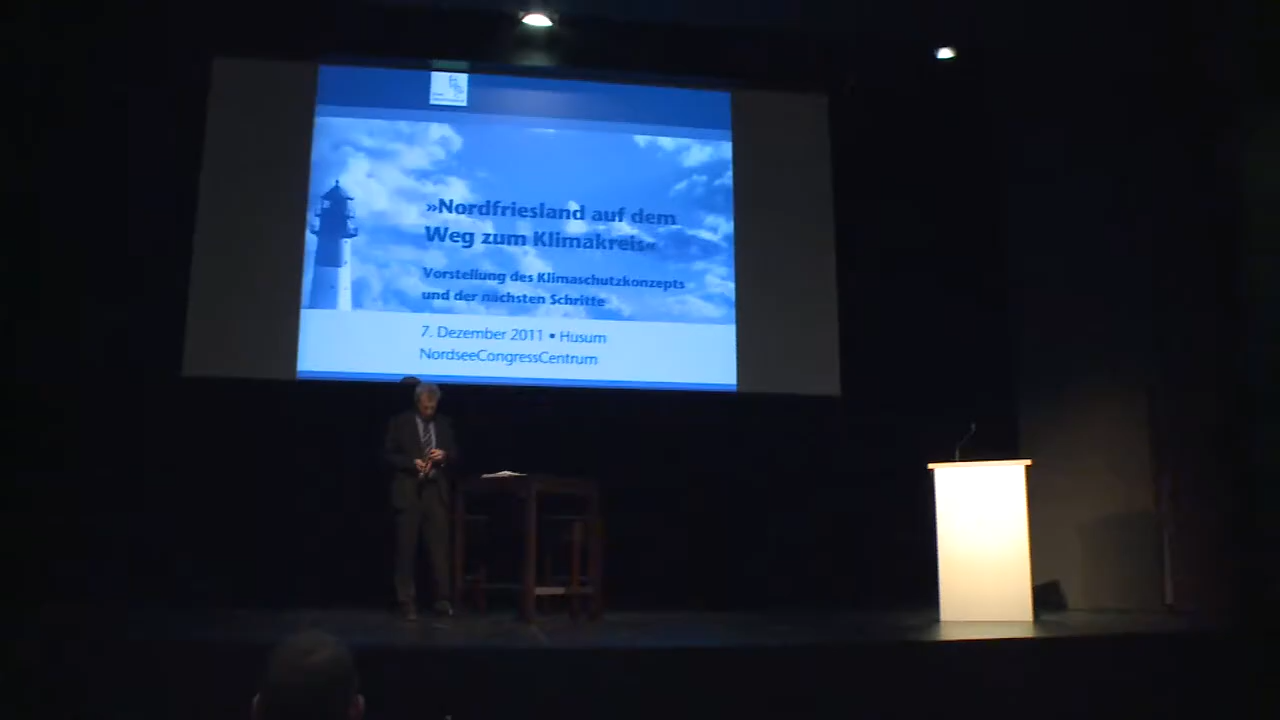 »Nordfriesland auf dem
Weg zum Klimakreis«
Vorstellung des Klimaschutzkonzepts
und der nächsten Schritte
7. Dezember 2011 ▪ Husum
NordseeCongressCentrum